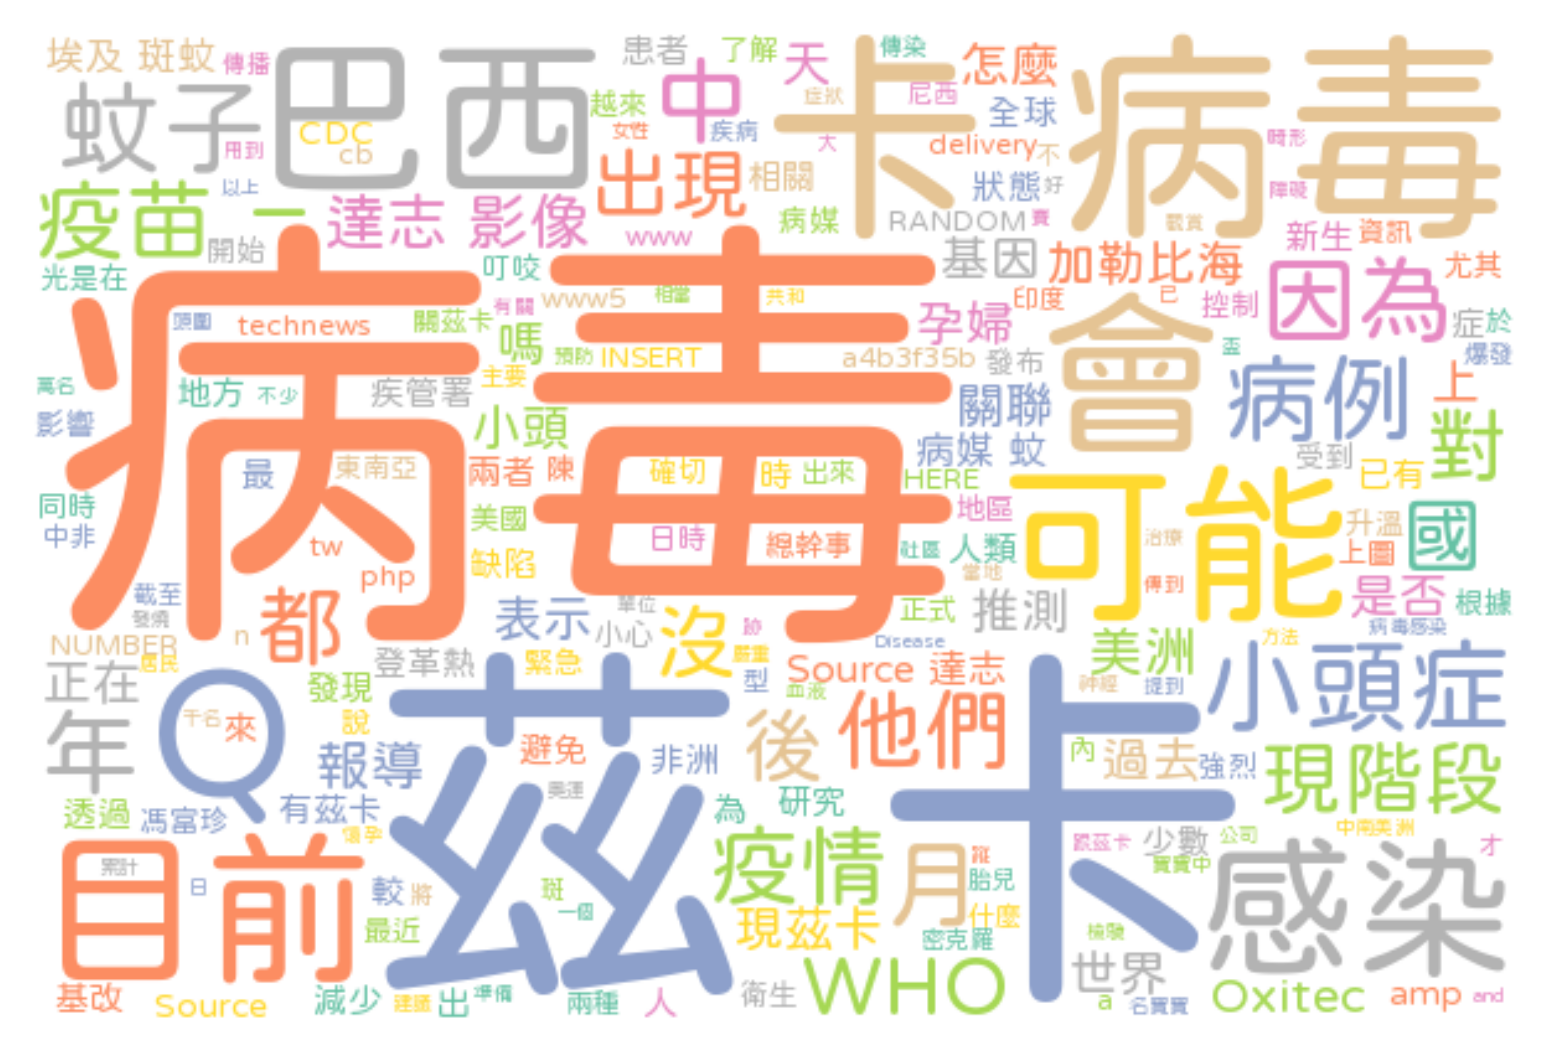 埃及 斑蚊
傳播
巴西
患者
了解
天
傳染
怎麼
卡
病毒
蚊子
CDC
cb
用到
越來
中
女性
疾病
症狀
尼西
大
全球
delivery
不
畸形
疫苗
以上
一
達志 影像
出現
相關
病媒
狀態
好
障礙
RANDOM
賽
觀賞
開始
www
基因
加勒比海
新生
資訊
光是在
病毒
叮咬
www5
有關
相當
共和
孕婦
印度
已
控制
因為
尤其
頭圍
technews
關茲卡
嗎
預防
INSERT
a4b3f35b
發布
會
症
於
爆發
萬名
地方
不少
疾管署
主要
關聯
病例
上
影響
小頭
病媒 蚊
受到
對
最
東南亞
兩者
陳
確切
時
出來
HERE
已有
同時
中非
美國
日時
總幹事
地區
可能
治療
升溫
國
tw
php
缺陷
社區
人類
當地
傳到
上圖
截至
發燒
都
表示
單位
小心
沒
跡
正式
推測
是否
根據
NUMBER
居民
n
登革熱
緊急
嚴重
Disease
美洲
病毒感染
方法
正在
Q
發現
茲卡
型
血液
Source 達志
神經
提到
小頭症
年
千名
來
說
報導
避免
非洲
後
他們
內
過去
強烈
現階段
透過
馮富珍
有茲卡
奧運
為
研究
中南美洲
目前
累計
懷孕
疫情
月
蹤
跟茲卡
少數
公司
寶寶中
感染
才
日
較
將
斑
一個
胎兒
最近
現茲卡
什麼
密克羅
檢驗
基改
Source
減少
建議
出
準備
兩種
人
衛生
WHO
世界
a
名寶寶
Oxitec
amp
and